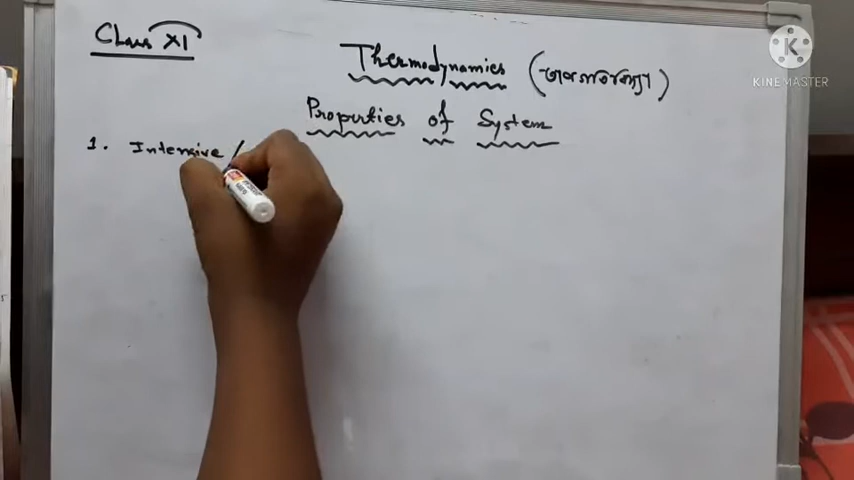 Class XI
Thermodynamics (তাপগতিবিদ্যা)
Properties of System
1. Intensive /
KINEMASTER